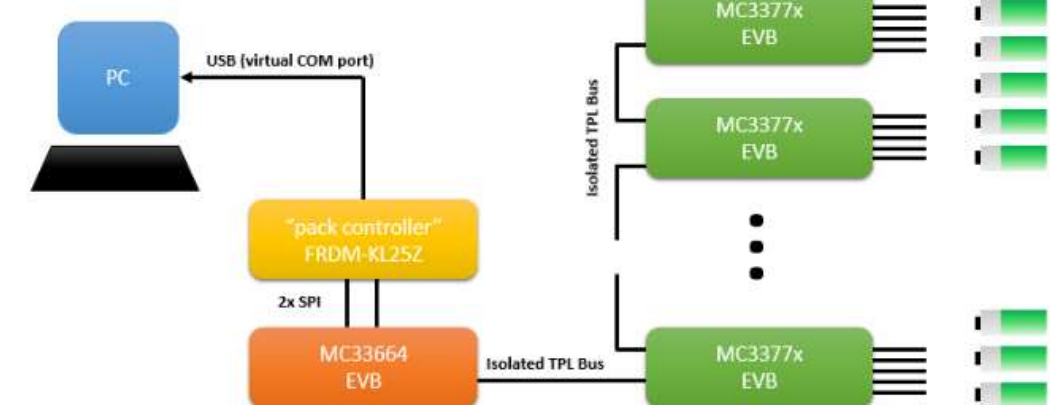 MC3377x
EVB
USB (virtual COM port)
PC
Isolated TPL Bus
MC3377x
EVB
"pack controller"
FRDM-KL25Z
2x SPI
MC33664
EVB
Isolated TPL Bus
MC3377x
EVB